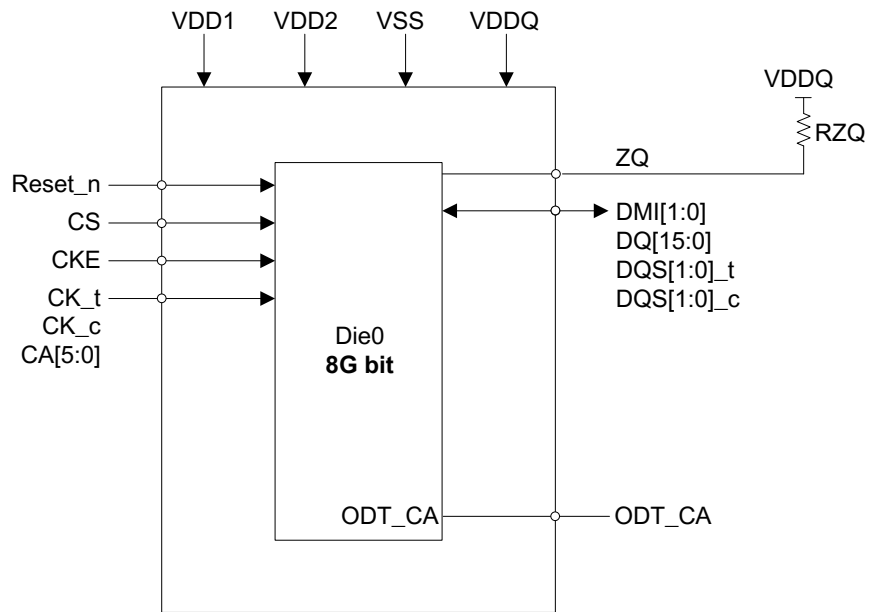 VDD1 VDD2 VSS VDDQ
VDDQ
RZQ
ZQ
Reset_n
CS
CKE
CK_t
CK_c
CA[5:0]
DMI[1:0]
DQ[15:0]
DQS[1:0]_t
DQS[1:0]_c
Die0
8G bit
ODT_CA
ODT_CA